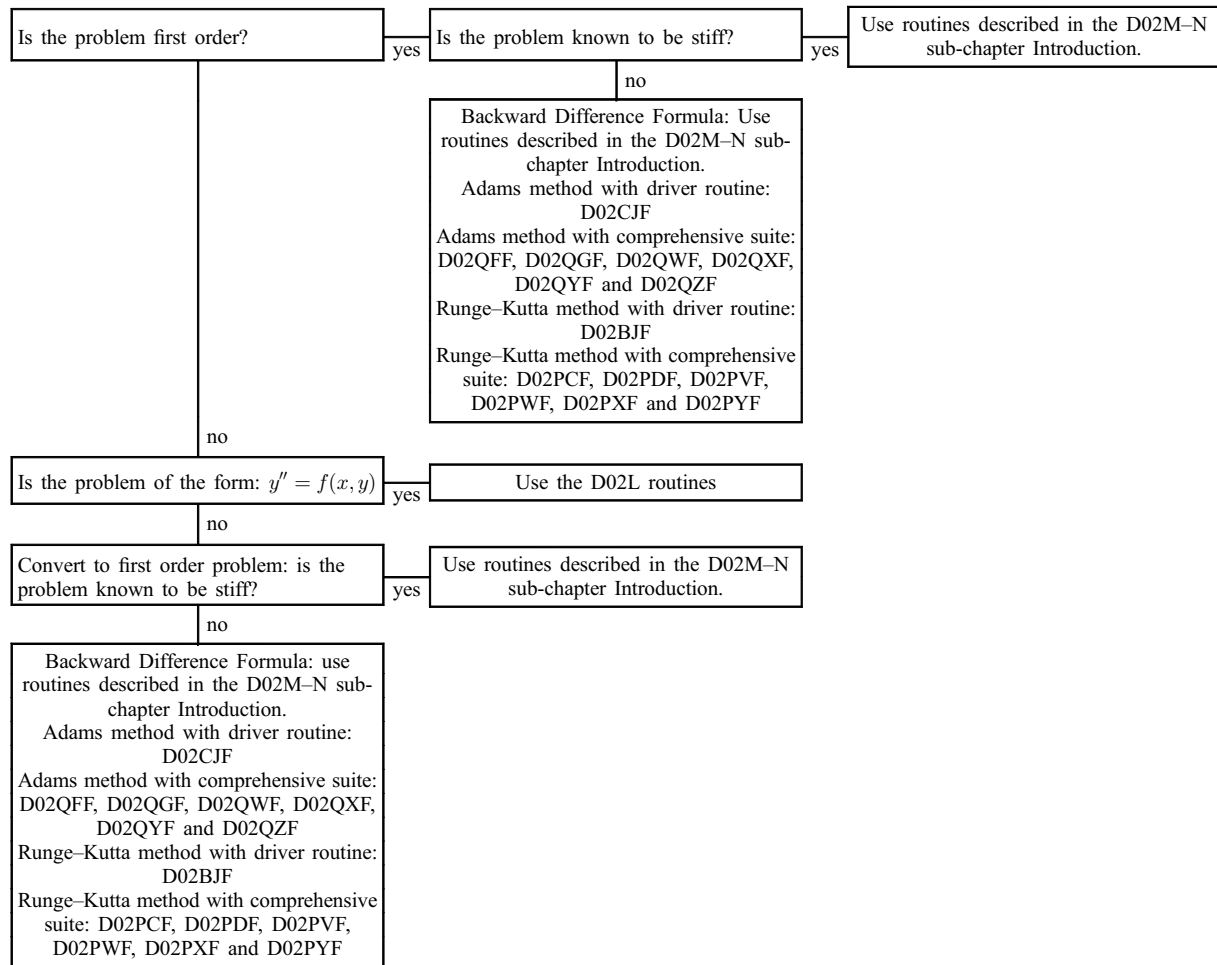 Is the problem first order?
yes
Is the problem known to be stiff?
yes
Use routines described in the D02M–N
sub-chapter Introduction.
no
Backward Difference Formula: Use
routines described in the D02M–N sub-
chapter Introduction.
Adams method with driver routine:
D02CJF
Adams method with comprehensive suite:
D02QFF, D02QGF, D02QWF, D02QXF,
D02QYF and D02QZF
Runge–Kutta method with driver routine:
D02BJF
Runge–Kutta method with comprehensive
suite: D02PCF, D02PDF, D02PVF,
D02PWF, D02PXF and D02PYF
no
Is the problem of the form: y″ = f(x, y)
yes
Use the D02L routines
no
Convert to first order problem: is the
problem known to be stiff?
yes
Use routines described in the D02M–N
sub-chapter Introduction.
no
Backward Difference Formula: use
routines described in the D02M–N sub-
chapter Introduction.
Adams method with driver routine:
D02CJF
Adams method with comprehensive suite:
D02QFF, D02QGF, D02QWF, D02QXF,
D02QYF and D02QZF
Runge–Kutta method with driver routine:
D02BJF
Runge–Kutta method with comprehensive
suite: D02PCF, D02PDF, D02PVF,
D02PWF, D02PXF and D02PYF